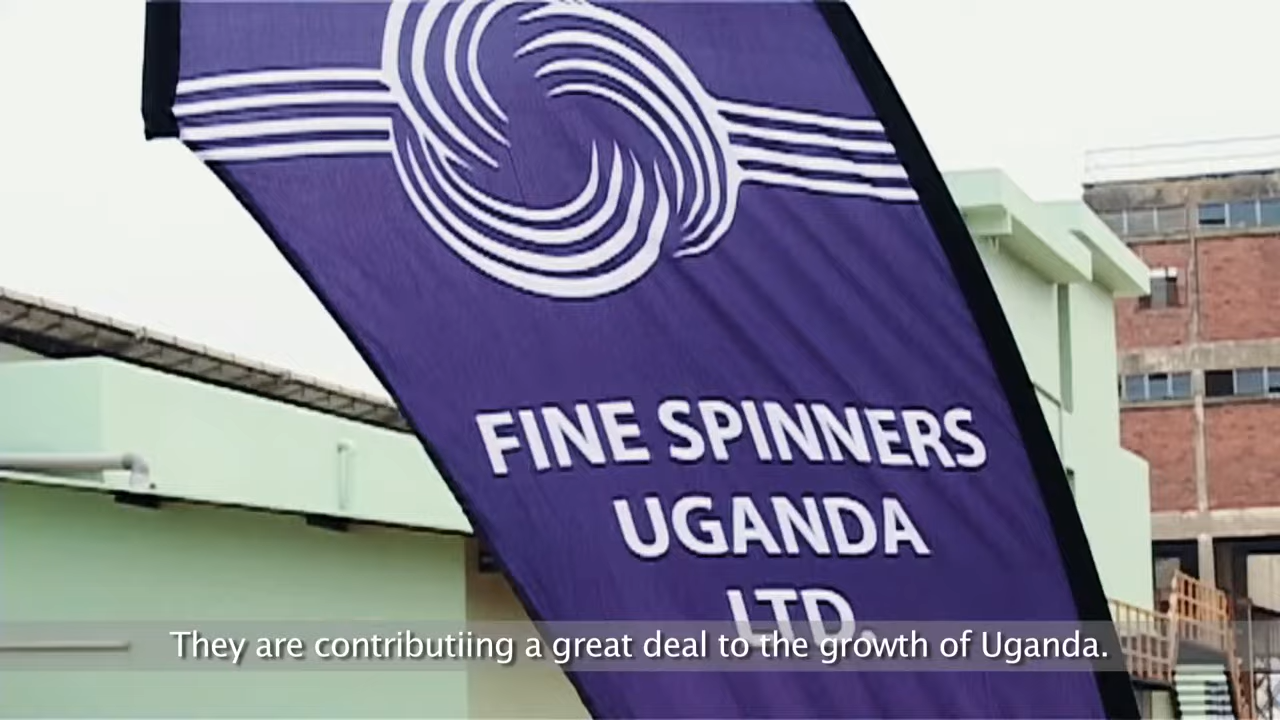 FINE SPINNERS
UGANDA
LTD.
They are contributiing a great deal to the growth of Uganda.